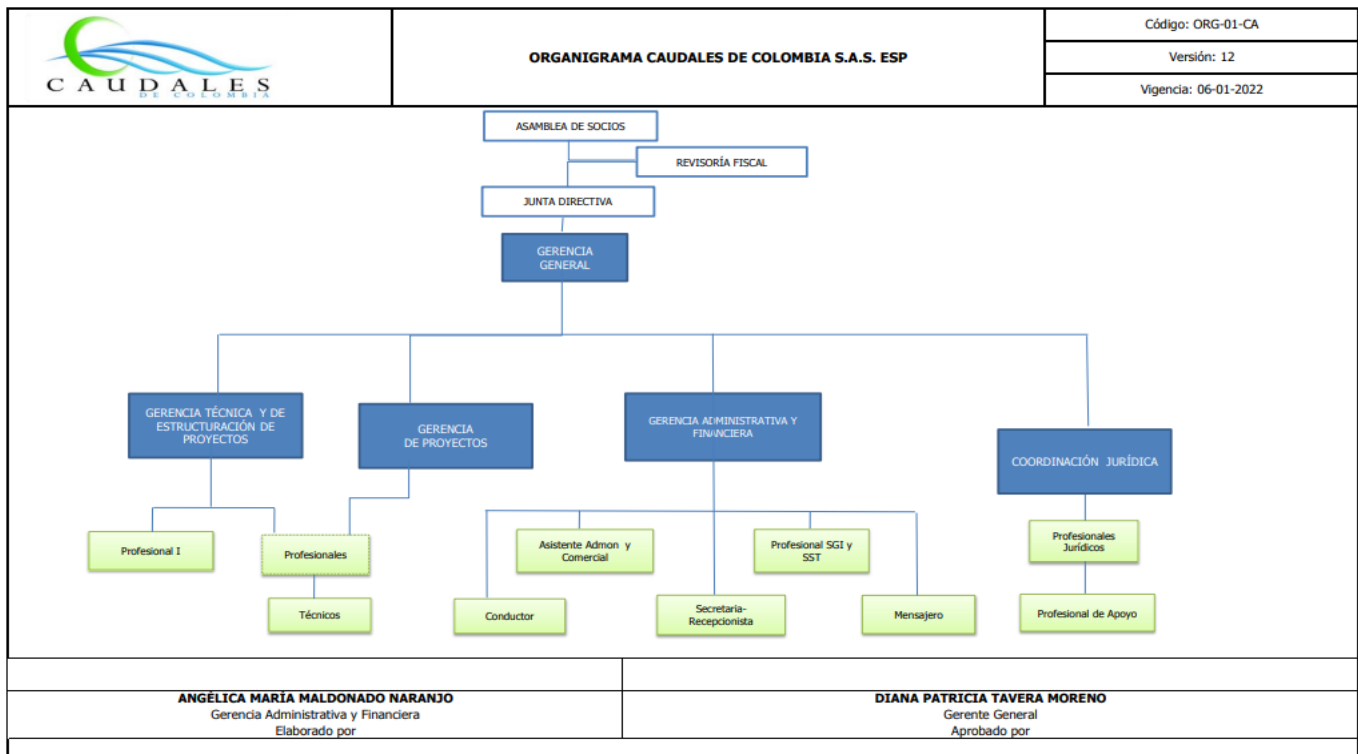 CAUDALES
DE COLOMBIA
ORGANIGRAMA CAUDALES DE COLOMBIA S.A.S. ESP
Código: ORG-01-CA
Versión: 12
Vigencia: 06-01-2022
ASAMBLEA DE SOCIOS
REVISORÍA FISCAL
JUNTA DIRECTIVA
GERENCIA
GENERAL
GERENCIA TÉCNICA Y DE
ESTRUCTURACIÓN DE
PROYECTOS
GERENCIA
DE PROYECTOS
GERENCIA ADMINISTRATIVA Y
FINANCIERA
COORDINACIÓN JURÍDICA
Profesional I
Profesionales
Asistente Admon y
Comercial
Profesional SGI y
SST
Profesionales
Jurídicos
Técnicos
Conductor
Secretaria-
Recepcionista
Mensajero
Profesional de Apoyo
ANGÉLICA MARÍA MALDONADO NARANJO
Gerencia Administrativa y Financiera
Elaborado por
DIANA PATRICIA TAVERA MORENO
Gerente General
Aprobado por